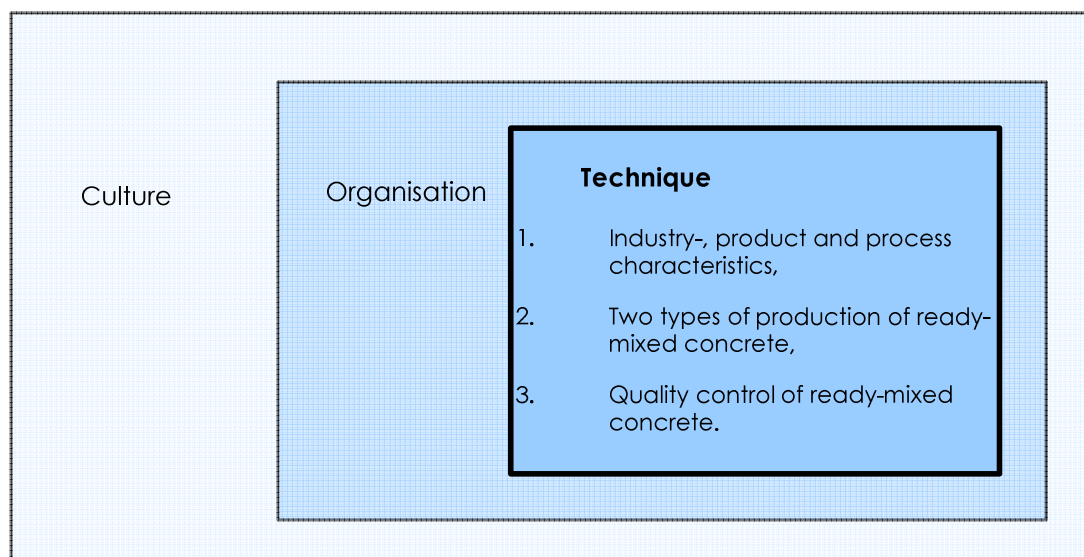 Culture
Organisation
Technique
1. Industry-, product and process
characteristics,
2. Two types of production of ready-
mixed concrete,
3. Quality control of ready-mixed
concrete.